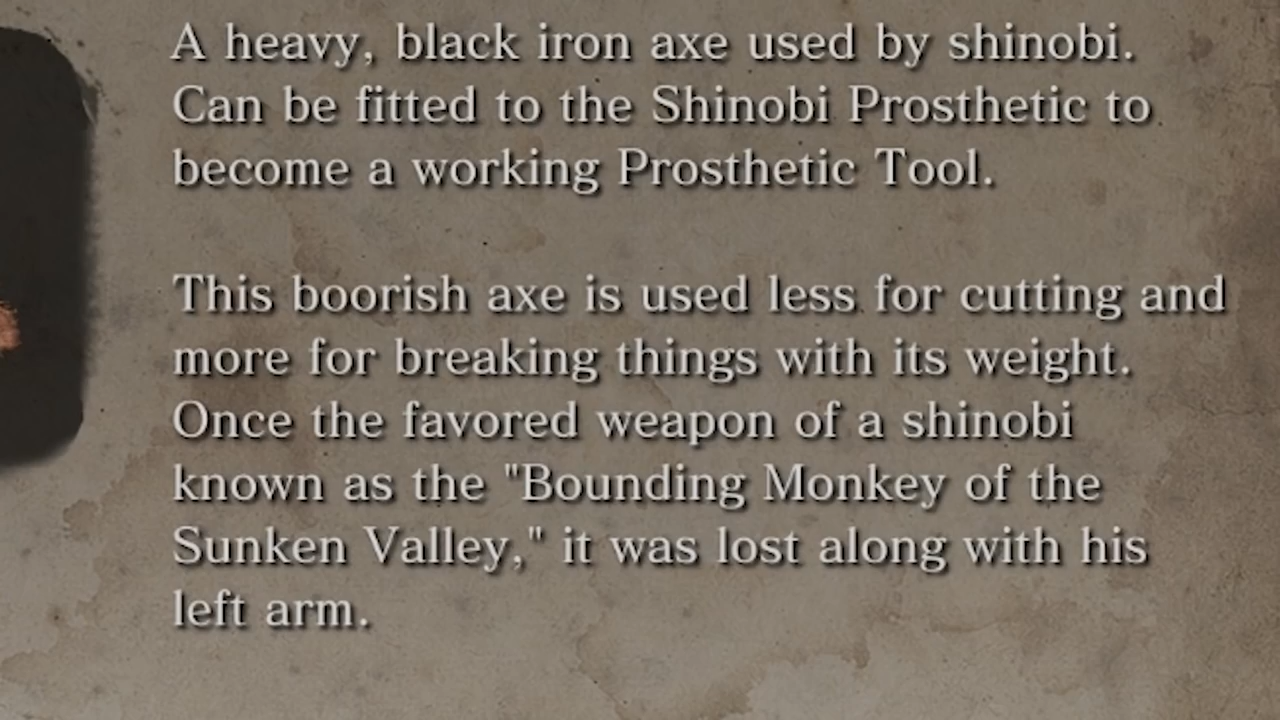 A heavy, black iron axe used by shinobi.
Can be fitted to the Shinobi Prosthetic to
become a working Prosthetic Tool.
This boorish axe is used less for cutting and
more for breaking things with its weight.
Once the favored weapon of a shinobi
known as the "Bounding Monkey of the
Sunken Valley," it was lost along with his
left arm.